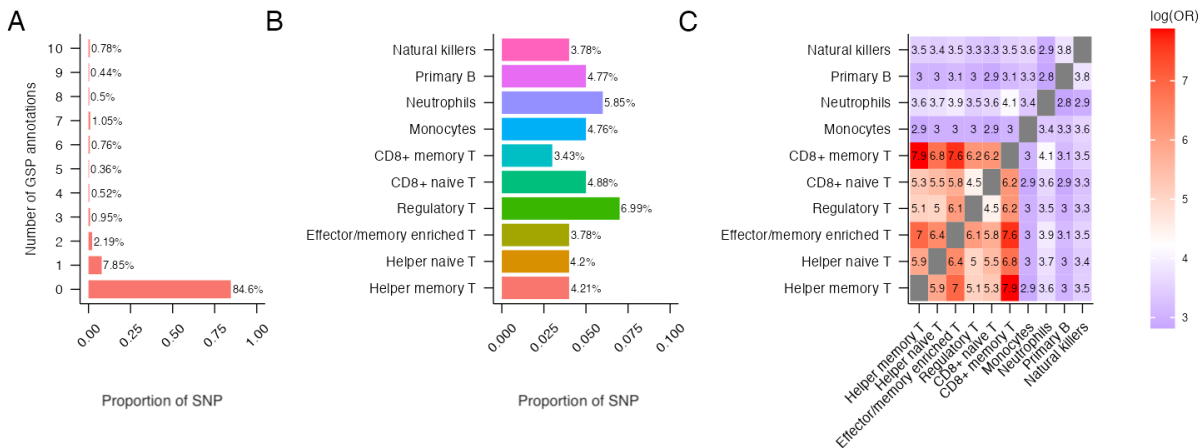 A
Number of GSP annotations
10 0.78%
9 0.44%
8 0.5%
7 1.05%
6 0.76%
5 0.36%
4 0.52%
3 0.95%
2 2.19%
1 7.85%
0 84.6%
0.00 0.25 0.50 0.75 1.00
Proportion of SNP
B
Natural killers 3.78%
Primary B 4.77%
Neutrophils 5.85%
Monocytes 4.76%
CD8+ memory T 3.43%
CD8+ naive T 4.88%
Regulatory T 6.99%
Effector/memory enriched T 3.78%
Helper naive T 4.2%
Helper memory T 4.21%
0.000 0.025 0.050 0.075 0.100
Proportion of SNP
C
Natural killers 3.5 3.4 3.5 3.3 3.3 3.5 3.6 2.9 3.8
Primary B 3 3 3.1 3 2.9 3.1 3.3 2.8 3.8
Neutrophils 3.6 3.7 3.9 3.5 3.6 4.1 3.4 2.8 2.9
Monocytes 2.9 3 3 3 2.9 3 3.4 3.3 3.6
CD8+ memory T 7.9 6.8 7.6 6.2 6.2 3 4.1 3.1 3.5
CD8+ naive T 5.3 5.5 5.8 4.5 6.2 2.9 3.6 2.9 3.3
Regulatory T 5.1 5 6.1 4.5 6.2 3 3.5 3 3.3
Effector/memory enriched T 7 6.4 6.1 5.8 7.6 3 3.9 3.1 3.5
Helper naive T 5.9 6.4 5 5.5 6.8 3 3.7 3 3.4
Helper memory T 5.9 7 5.1 5.3 7.9 2.9 3.6 3 3.5
Helper memory T
Helper naive T
Effector/memory enriched T
Regulatory T
CD8+ naive T
CD8+ memory T
Monocytes
Neutrophils
Primary B
Natural killers
log(OR)
7
6
5
4
3